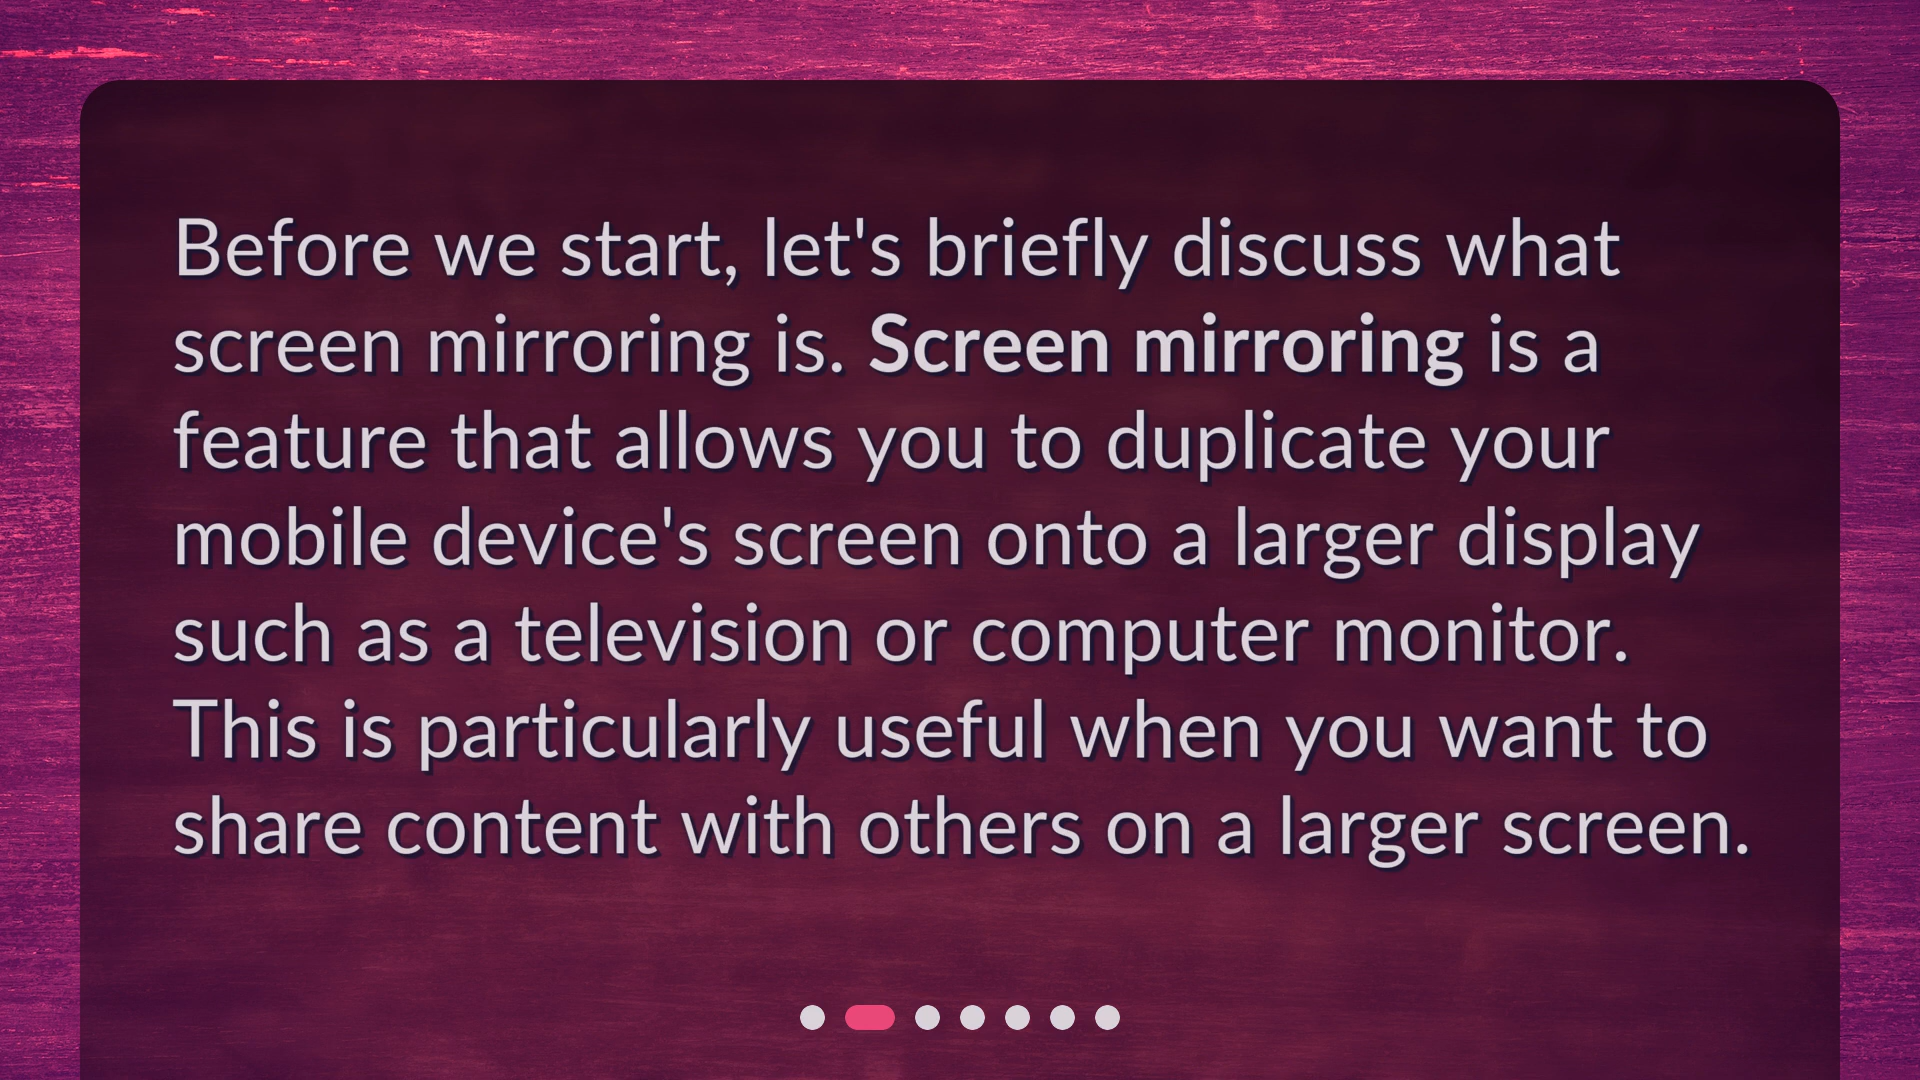 Before we start, let's briefly discuss what
screen mirroring is. Screen mirroring is a
feature that allows you to duplicate your
mobile device's screen onto a larger display
such as a television or computer monitor.
This is particularly useful when you want to
share content with others on a larger screen.